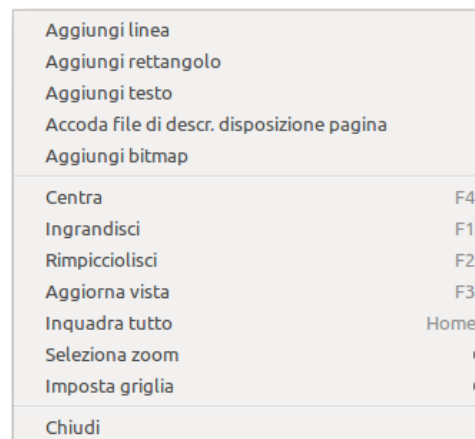 Aggiungi linea
Aggiungi rettangolo
Aggiungi testo
Accoda file di descr. disposizione pagina
Aggiungi bitmap
Centra F4
Ingrandisci F1
Rimpicciolisci F2
Aggiorna vista F3
Inquadra tutto Home
Seleziona zoom
Imposta griglia
Chiudi